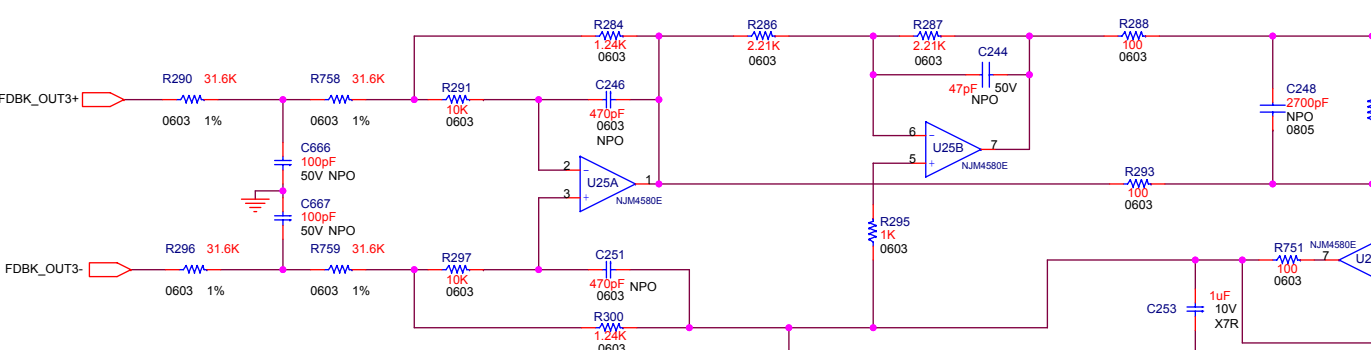 R284
1.24K
0603
R286
2.21K
0603
R287
2.21K
0603
C244
47pF 50V
NPO
R288
100
0603
FDBK_OUT3+
R290 31.6K
0603 1%
R758 31.6K
0603 1%
R291
10K
0603
C246
470pF
0603
NPO
C248
2700pF
NPO
0805
C666
100pF
50V NPO
C667
100pF
50V NPO
2
3
1
U25A
NJM4580E
6
5
7
U25B
NJM4580E
R293
100
0603
R295
1K
0603
FDBK_OUT3-
R296 31.6K
0603 1%
R759 31.6K
0603 1%
R297
10K
0603
C251
470pF
0603 NPO
R300
1.24K
0603
R751
100
0603
NJM4580E
7
U2
C253
1uF
10V
X7R